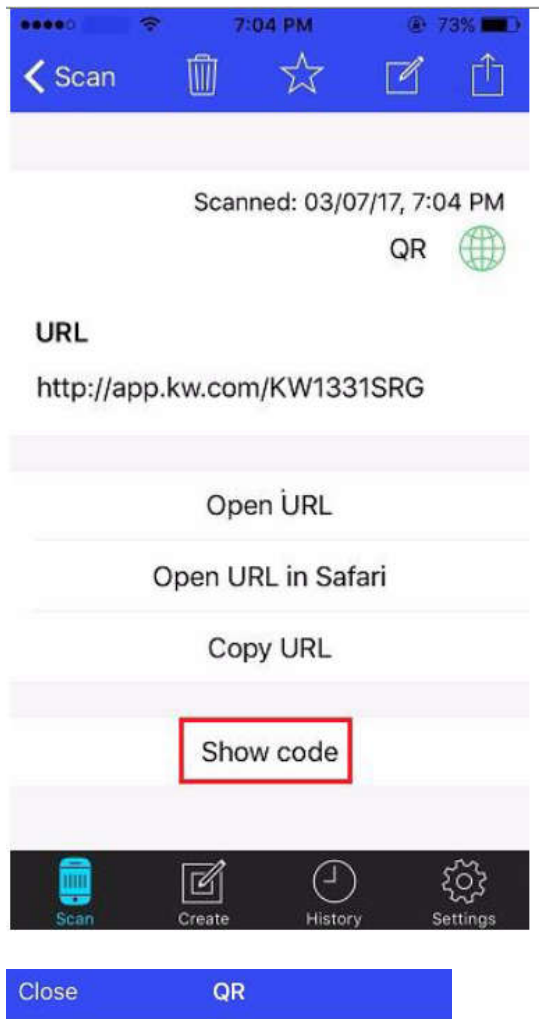 7:04 PM 73%
Scan
Scanned: 03/07/17, 7:04 PM
QR
URL
http://app.kw.com/KW1331SRG
Open URL
Open URL in Safari
Copy URL
Show code
Scan Create History Settings
Close QR